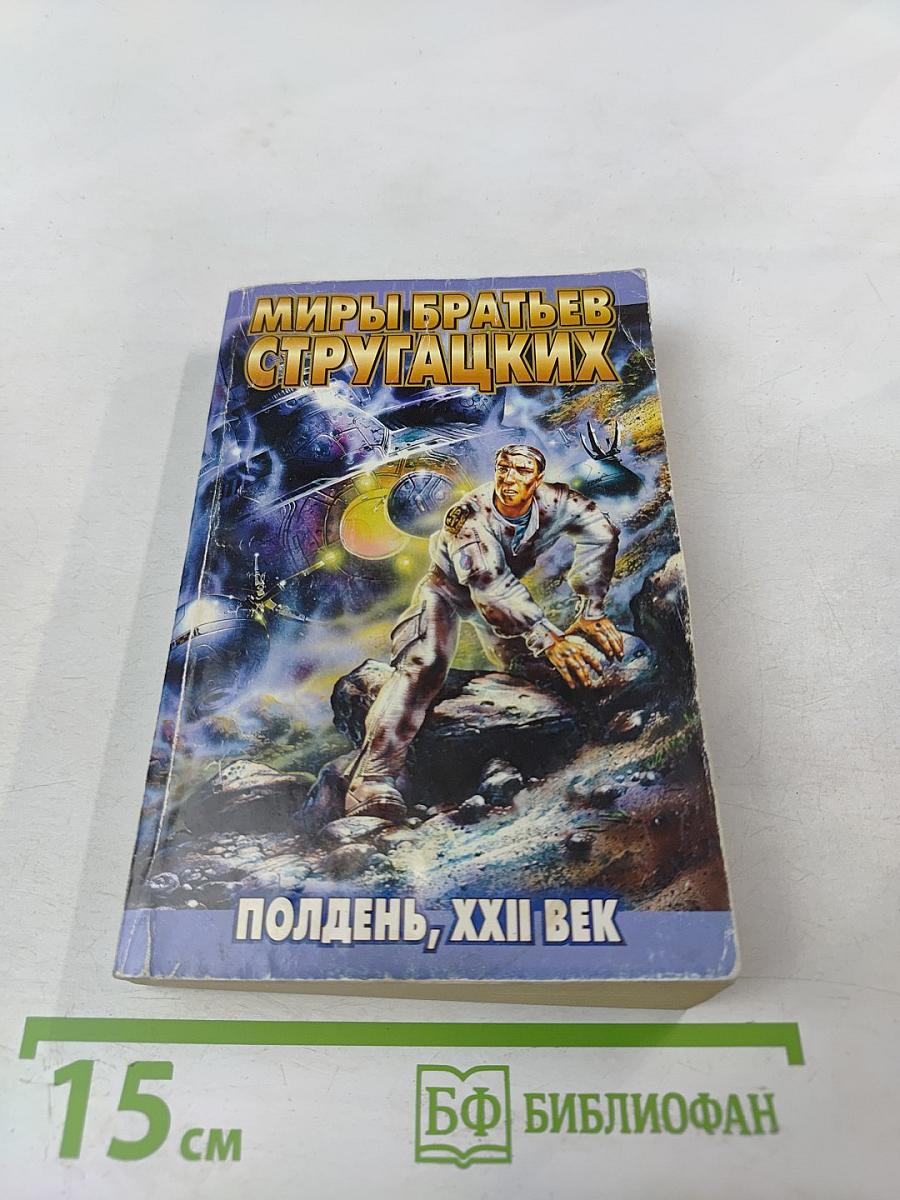 МИРЫ БРАТЬЕВ
СТРУГАЦКИХ
ПОЛДЕНЬ, XXII ВЕК
15 см
БФ БИБЛИОФАН